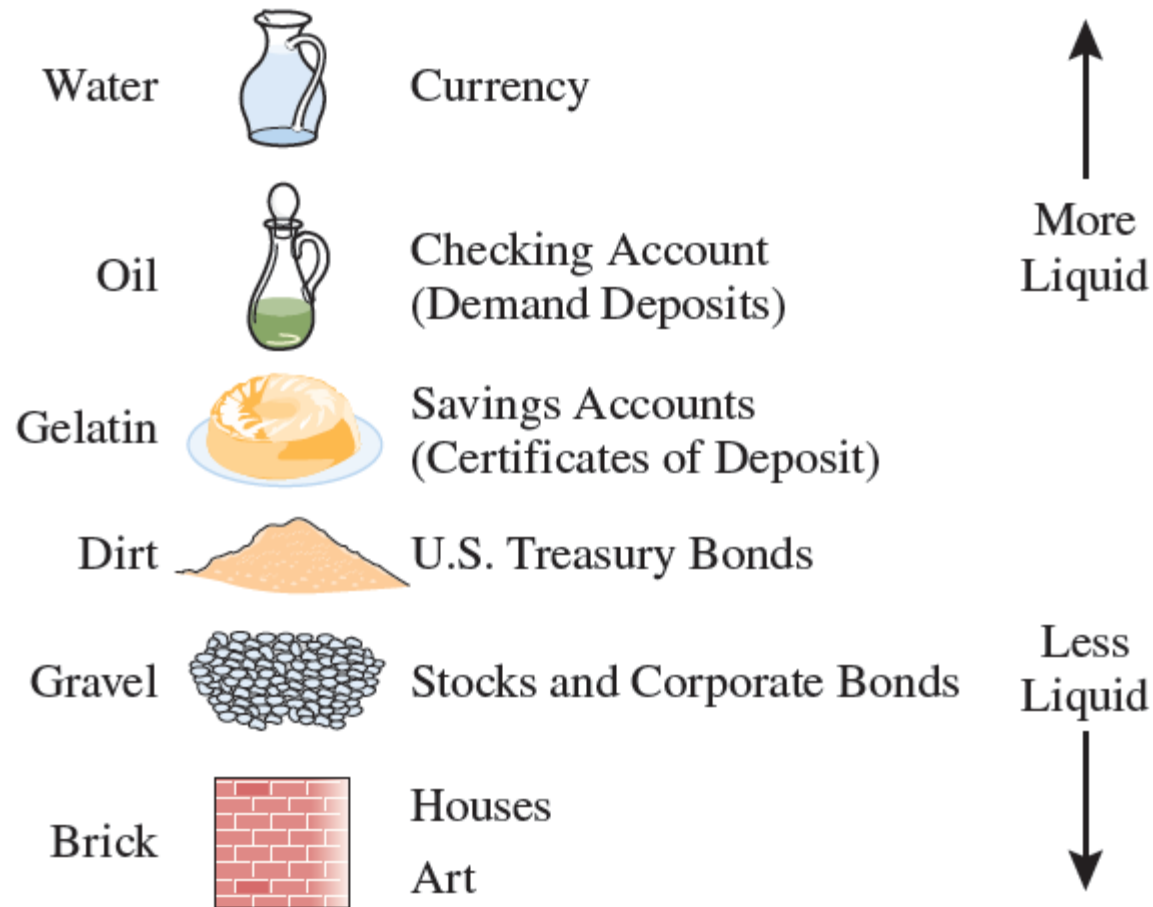 Water
Currency
More
Liquid
Oil
Checking Account
(Demand Deposits)
Gelatin
Savings Accounts
(Certificates of Deposit)
Dirt
U.S. Treasury Bonds
Gravel
Stocks and Corporate Bonds
Less
Liquid
Brick
Houses
Art